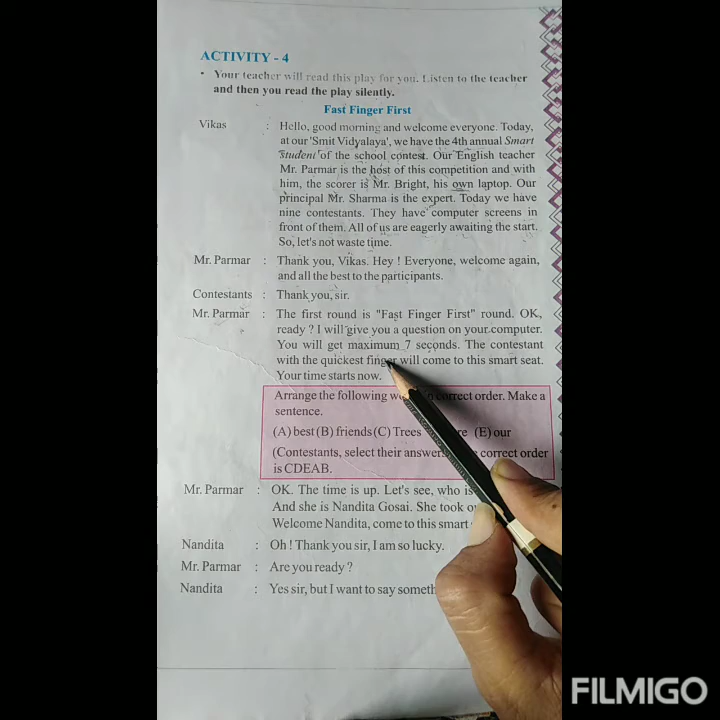 ACTIVITY - 4
• Your teacher will read this play for you. Listen to the teacher
and then you read the play silently.
Fast Finger First
Vikas : Hello, good morning and welcome everyone. Today,
at our 'Smit Vidyalaya', we have the 4th annual Smart
student of the school contest. Our English teacher
Mr. Parmar is the host of this competition and with
him, the scorer is Mr. Bright, his own laptop. Our
principal Mr. Sharma is the expert. Today we have
nine contestants. They have computer screens in
front of them. All of us are eagerly awaiting the start.
So, let's not waste time.
Mr. Parmar : Thank you, Vikas. Hey ! Everyone, welcome again,
and all the best to the participants.
Contestants : Thank you, sir.
Mr. Parmar : The first round is "Fast Finger First" round. OK,
ready ? I will give you a question on your computer.
You will get maximum 7 seconds. The contestant
with the quickest finger will come to this smart seat.
Your time starts now.
Arrange the following correct order. Make a
sentence.
(A) best (B) friends (C) Trees (E) our
(Contestants, select their answer correct order
is CDEAB.
Mr. Parmar : OK. The time is up. Let's see, who is
And she is Nandita Gosai. She took
Welcome Nandita, come to this smart
Nandita : Oh ! Thank you sir, I am so lucky.
Mr. Parmar : Are you ready ?
Nandita : Yes sir, but I want to say
FILMIGO